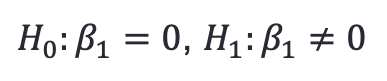 H₀: β₁ = 0, H₁: β₁ ≠ 0